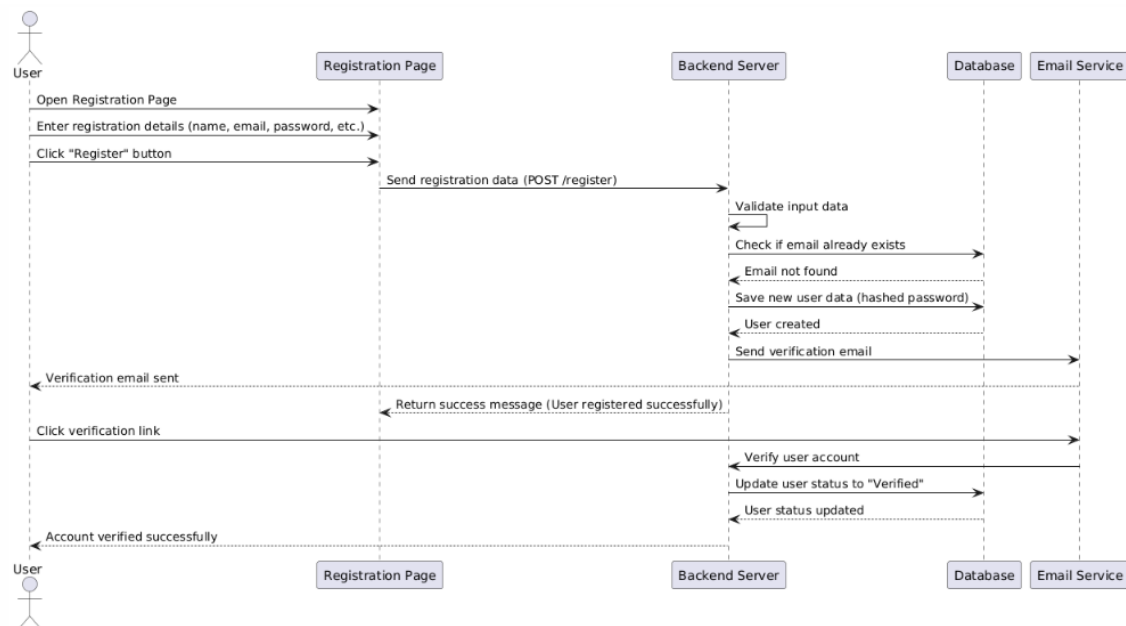 User
Registration Page
Backend Server
Database
Email Service
Open Registration Page
Enter registration details (name, email, password, etc.)
Click "Register" button
Send registration data (POST /register)
Validate input data
Check if email already exists
Email not found
Save new user data (hashed password)
User created
Send verification email
Verification email sent
Return success message (User registered successfully)
Click verification link
Verify user account
Update user status to "Verified"
User status updated
Account verified successfully
User
Registration Page
Backend Server
Database
Email Service